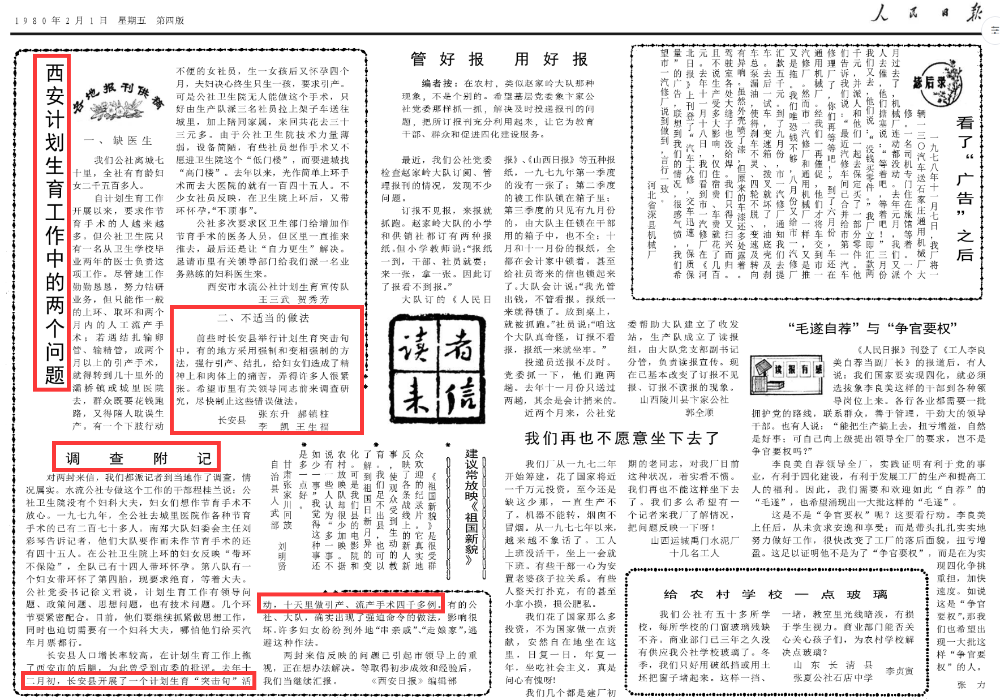 1980年2月1日 星期五 第四版
人民日报
西安计划生育工作中的两个问题
各地报刊供稿
一、缺医生
我们公社离城七
十里，全社有育龄妇
女二千五百多人。
自计划生育工作
开展以来，要求作节
育手术的人越来越
多。但公社卫生院只
有一名从卫生学校毕
业两年的医士负责这
项工作。尽管她工作
勤勤恳恳，努力钻研
业务，但只能作一般
的上环、取环和两个
月内的人工流产手
术；若遇结扎输卵
管、输精管，或两个
月以上的引产手术，
就得转到几十里外的
灞桥镇或城里医院
去，群众既要花钱跑
路，又得陪人耽误生
产。有一个下肢行动
不便的女社员，生一女孩后又怀孕四个
月，夫妇决心终生只生一孩，要求引产。
可是公社卫生院无人能做这个手术，只
好由生产队派三名社员拉上架子车送往
城里，加上陪同家属，来回共花去三十
三元多。由于公社卫生院技术力量薄
弱，设备简陋，有些社员想作手术又不
愿进卫生院这个“低门楼”，而要进城找
“高门楼”。去年以来，光作简单上环手
术而去大医院的就有一百四十五人。不
少女社员反映，在卫生院上环后，又带
环怀孕，“不顶事”。
公社多次要求区卫生部门给增加作
节育手术的医务人员，但区里一直推来
推去，最后还是让“自力更生”解决。
恳请市里有关领导部门给我们派一名业
务熟练的妇科医生来。
西安市水流公社计划生育宣传队
王三武 贺秀芳
二、不适当的做法
前些时长安县举行计划生育突击旬
中，有的地方采用强制和变相强制的方
法，强行引产、结扎，给妇女们造成了精
神上和肉体上的痛苦，弄得许多人很紧
张。希望市里有关领导同志前来调查研
究，尽快制止这些错误做法。
长安县 张东升 郝镇柱
李凯 王生福
调查附记
对两封来信，我们都派记者到当地作了调查，情
况属实。水流公社专做这个工作的干部程桂兰说：公
社卫生院没有个妇科大夫，妇女们想作节育手术不
放心。一九七九年，全公社去城里医院作各种节育
手术的已有二百七十多人。南郑大队妇委会主任刘
彩琴告诉记者，他们大队要作而未作节育手术的还
有四十五人。在公社卫生院上环的妇女反映“带环
不保险”，全队已有十四人带环怀孕。第八队有一
个妇女带环怀了第四胎，现要求绝育，等着大夫。
公社党委书记徐文君说，计划生育工作有领导问
题、政策问题、思想问题，也有技术问题。几个环
节要紧密配合。目前，他们要继续抓紧做思想工作，
同时也迫切需要有一个妇科大夫，哪怕他们给买汽
车月票都行。
长安县人口增长率较高，在计划生育工作上拖
了西安市的后腿，为此曾受到市委的批评。去年十
二月初，长安县开展了一个计划生育“突击旬”活
动，十天里做引产、流产手术四千多例。有的公
社、大队，确实出现了强迫命令的做法，影响很
坏。许多妇女纷纷到外地“串亲戚”、“走娘家”，逃
避这种作法。
两封来信反映的问题已引起市领导上的重
视，正在想办法解决。等取得初步成效和经验后，
我们当继续汇报。 《西安日报》编辑部
建议常放映《祖国新貌》
《祖国新貌》是很受群
众欢迎的纪录片。它真实地
反映了各条战线上的新人新
事，使观众受到生动的教
育。我们足不出县，也可以
了解到祖国日新月异的变
化。可是我们县的电影院和
农村放映队却很少加映。据
说有一些人认为“多一事不
如少一事”。我觉得这种事还
是多一点好。
甘肃张家川回族
自治县人武部 刘明贤
管好报 用好报
编者按：在农村、类似赵家岭大队那种
现象，不是个别的。希望基层党委象卞家公
社党委那样抓一抓，解决及时投递报刊的问
题，把所订报刊充分利用起来，让它为教育
干部、群众和促进四化建设服务。
最近，我们公社党委
检查赵家岭大队订阅、管
理报刊的情况，发现不少
问题。
订报不见报，来报就
抓跑。赵家岭大队的小学
和供销社都订有两种报
纸。但小学教师说：“报纸
一到，干部、社员就要；
来一张，拿一张。因此订
了报看不到报。”
大队订的《人民日
报》、《山西日报》等五种报
纸，一九七九年第一季度
的没有一张了；第二季度
的被工作队锁在箱子里；
第三季度的只见有九月份
的，由大队主任锁在干部
用的箱子中，也不全；十
月和十一月份的报纸，全
都在会计家中锁着。甚至
给社员寄来的信也锁起来
了。大队会计说：“我光管
出钱，不管看报。报纸一
来就得锁了。放到桌上，
就被抓跑。”社员说：“咱这
个大队真奇怪，订报不看
报，报纸一来就坐牢。”
投递员送报不及时。
党委抓一下，他们跑两
趟。去年十一月份只送过
两趟，其余是会计捎来的。
近两个月来，公社党
委帮助大队建立了收发
站，生产队成立了读报
组，由大队党支部副书记
分管，负责读报宣传。现
在已基本改变了订报不见
报、订报不读报的现象。
山西陵川县卞家公社
郭全顺
读者来信
我们再也不愿意坐下去了
我们厂从一九七二年
开始筹建，花了国家将近
一千万元投资，至今还是
缺这少那，一直生产不
了。机器不能转，烟囱不
冒烟。从一九七七年以来，
越来越不象话了。工人
上班没活干，坐上一会就
下班。有些干部一心为安
置老婆孩子拉关系。有些
人整天打扑克，有的甚至
小拿小摸，损公肥私。
我们花了国家那么多
投资，不为国家做一点贡
献，安然自在地坐在这
里，日复一日，年复一
年，坐吃社会主义，真是
问心有愧呀！
我们几个都是建厂初
期的老同志，对我厂目前
这种状况，着实看不惯。
我们再也不能这样坐下去
了。我们多么希望有一
个记者来我厂了解情况，
把问题反映一下呀！
山西运城禹门水泥厂
十几名工人
读后录
看了“广告”之后
一九七八年十一月七日，我厂将一
辆一三〇汽车送石家庄通用机械厂大
修。一名司机专门住在旅馆等着。一个
月过去了，机械厂连动都没动。去年元月，我们又派
人去催，他们搪塞说：“等着吧，等着吧！”三月份
我们又去，他们说：“没钱买零件。”我厂立即汇款两
千元，并派人和他们一起去保定买了一部分零件。他
们告诉我们说：“最近汽修车间已合并给市第一汽车
修理厂了，你们再等等吧！”到了六月份，车还在
通用机械厂。经我们一再催促，他们才将车交到市一
汽修厂。然而市一汽修厂和通用机械厂一样，又是推
又是拖。我们唯恐钱不够，八月份又给市一汽修厂
汇款五千元。到了九月份，市一汽修厂通知我们去提
车。去后一试车，变速箱、拨叉就坏了，油底壳及刹
车总泵漏油，使得刹车不灵、四轮不脱、变速及转向
有异响。虽然外壳喷了漆，但原来的车漆还多处露着。
驾驶室各处大缝子也没给焊。我们只得又扫兴而归。
且不说生产受多大影响，仅住宿费、车费就花了几百
元。去年十一月十八日，我们看到市一汽修厂在《河
北日报》上刊登了“汽车大修，交车迅速，保质保
量”的广告，联想到我们的情况，很感气愤，我们希
望市一汽修厂说到做到，言行一致。
河北省深县机械厂
“毛遂自荐”与“争官要权”
读报有感
《人民日报》刊登了《工人李良
美自荐当副厂长》的报道后，有人
说：我们国家要实现四化，就必须
选拔象李良美这样的干部到各种领
导岗位上来。各行各业都需要一批
拥护党的路线，联系群众，善于管理，干劲大的领导
干部。也有人说：“能把生产搞上去，扭亏增盈，自然
是好事；可自己向上级提出领导全厂的要求，岂不是
争官要权吗？”
李良美自荐领导全厂，实践证明有利于党的事
业，有利于四化建设，有利于发展工厂的生产和提高工
人的福利。因此，我们需要和欢迎如此“自荐”的
“毛遂”，也希望涌现出一大批这样的“毛遂”。
这是不是“争官要权”呢？这要看行动。李良美
上任后，从未贪求安逸和享受；而是带头扎扎实实地
努力做好工作，很快改变了工厂的落后面貌，扭亏增
盈。这足以证明他不是为了“争官要权”，而是在为实
现四化争挑
重担，加快
速度。如说
这是“争官
要权”，那我
们也希望出
现一大批这
样“争官要
权”的人。
张力
给农村学校一点玻璃
我们公社有五十多所学
校，每所学校的门窗玻璃残缺
不齐。商业部门已三年之久没
有供应我公社学校玻璃了。冬
季，我们只好用破纸挡或用土
坯把窗子堵起来。这样一挡、
一堵，教室里光线暗淡，有损
于学生视力。商业部门能否关
心关心孩子们，为农村学校解
决点玻璃？
山东长清县
张夏公社石店中学 李贞寅